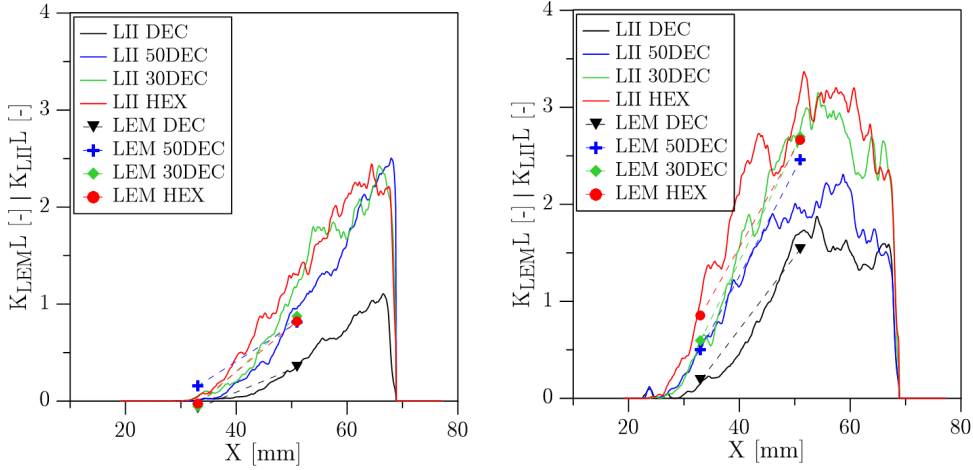 4
3
2
1
0
K_LEM L [-] | K_LII L [-]
LII DEC
LII 50DEC
LII 30DEC
LII HEX
LEM DEC
LEM 50DEC
LEM 30DEC
LEM HEX
20 40 60 80
X [mm]
4
3
2
1
0
K_LEM L [-] | K_LII L [-]
LII DEC
LII 50DEC
LII 30DEC
LII HEX
LEM DEC
LEM 50DEC
LEM 30DEC
LEM HEX
20 40 60 80
X [mm]